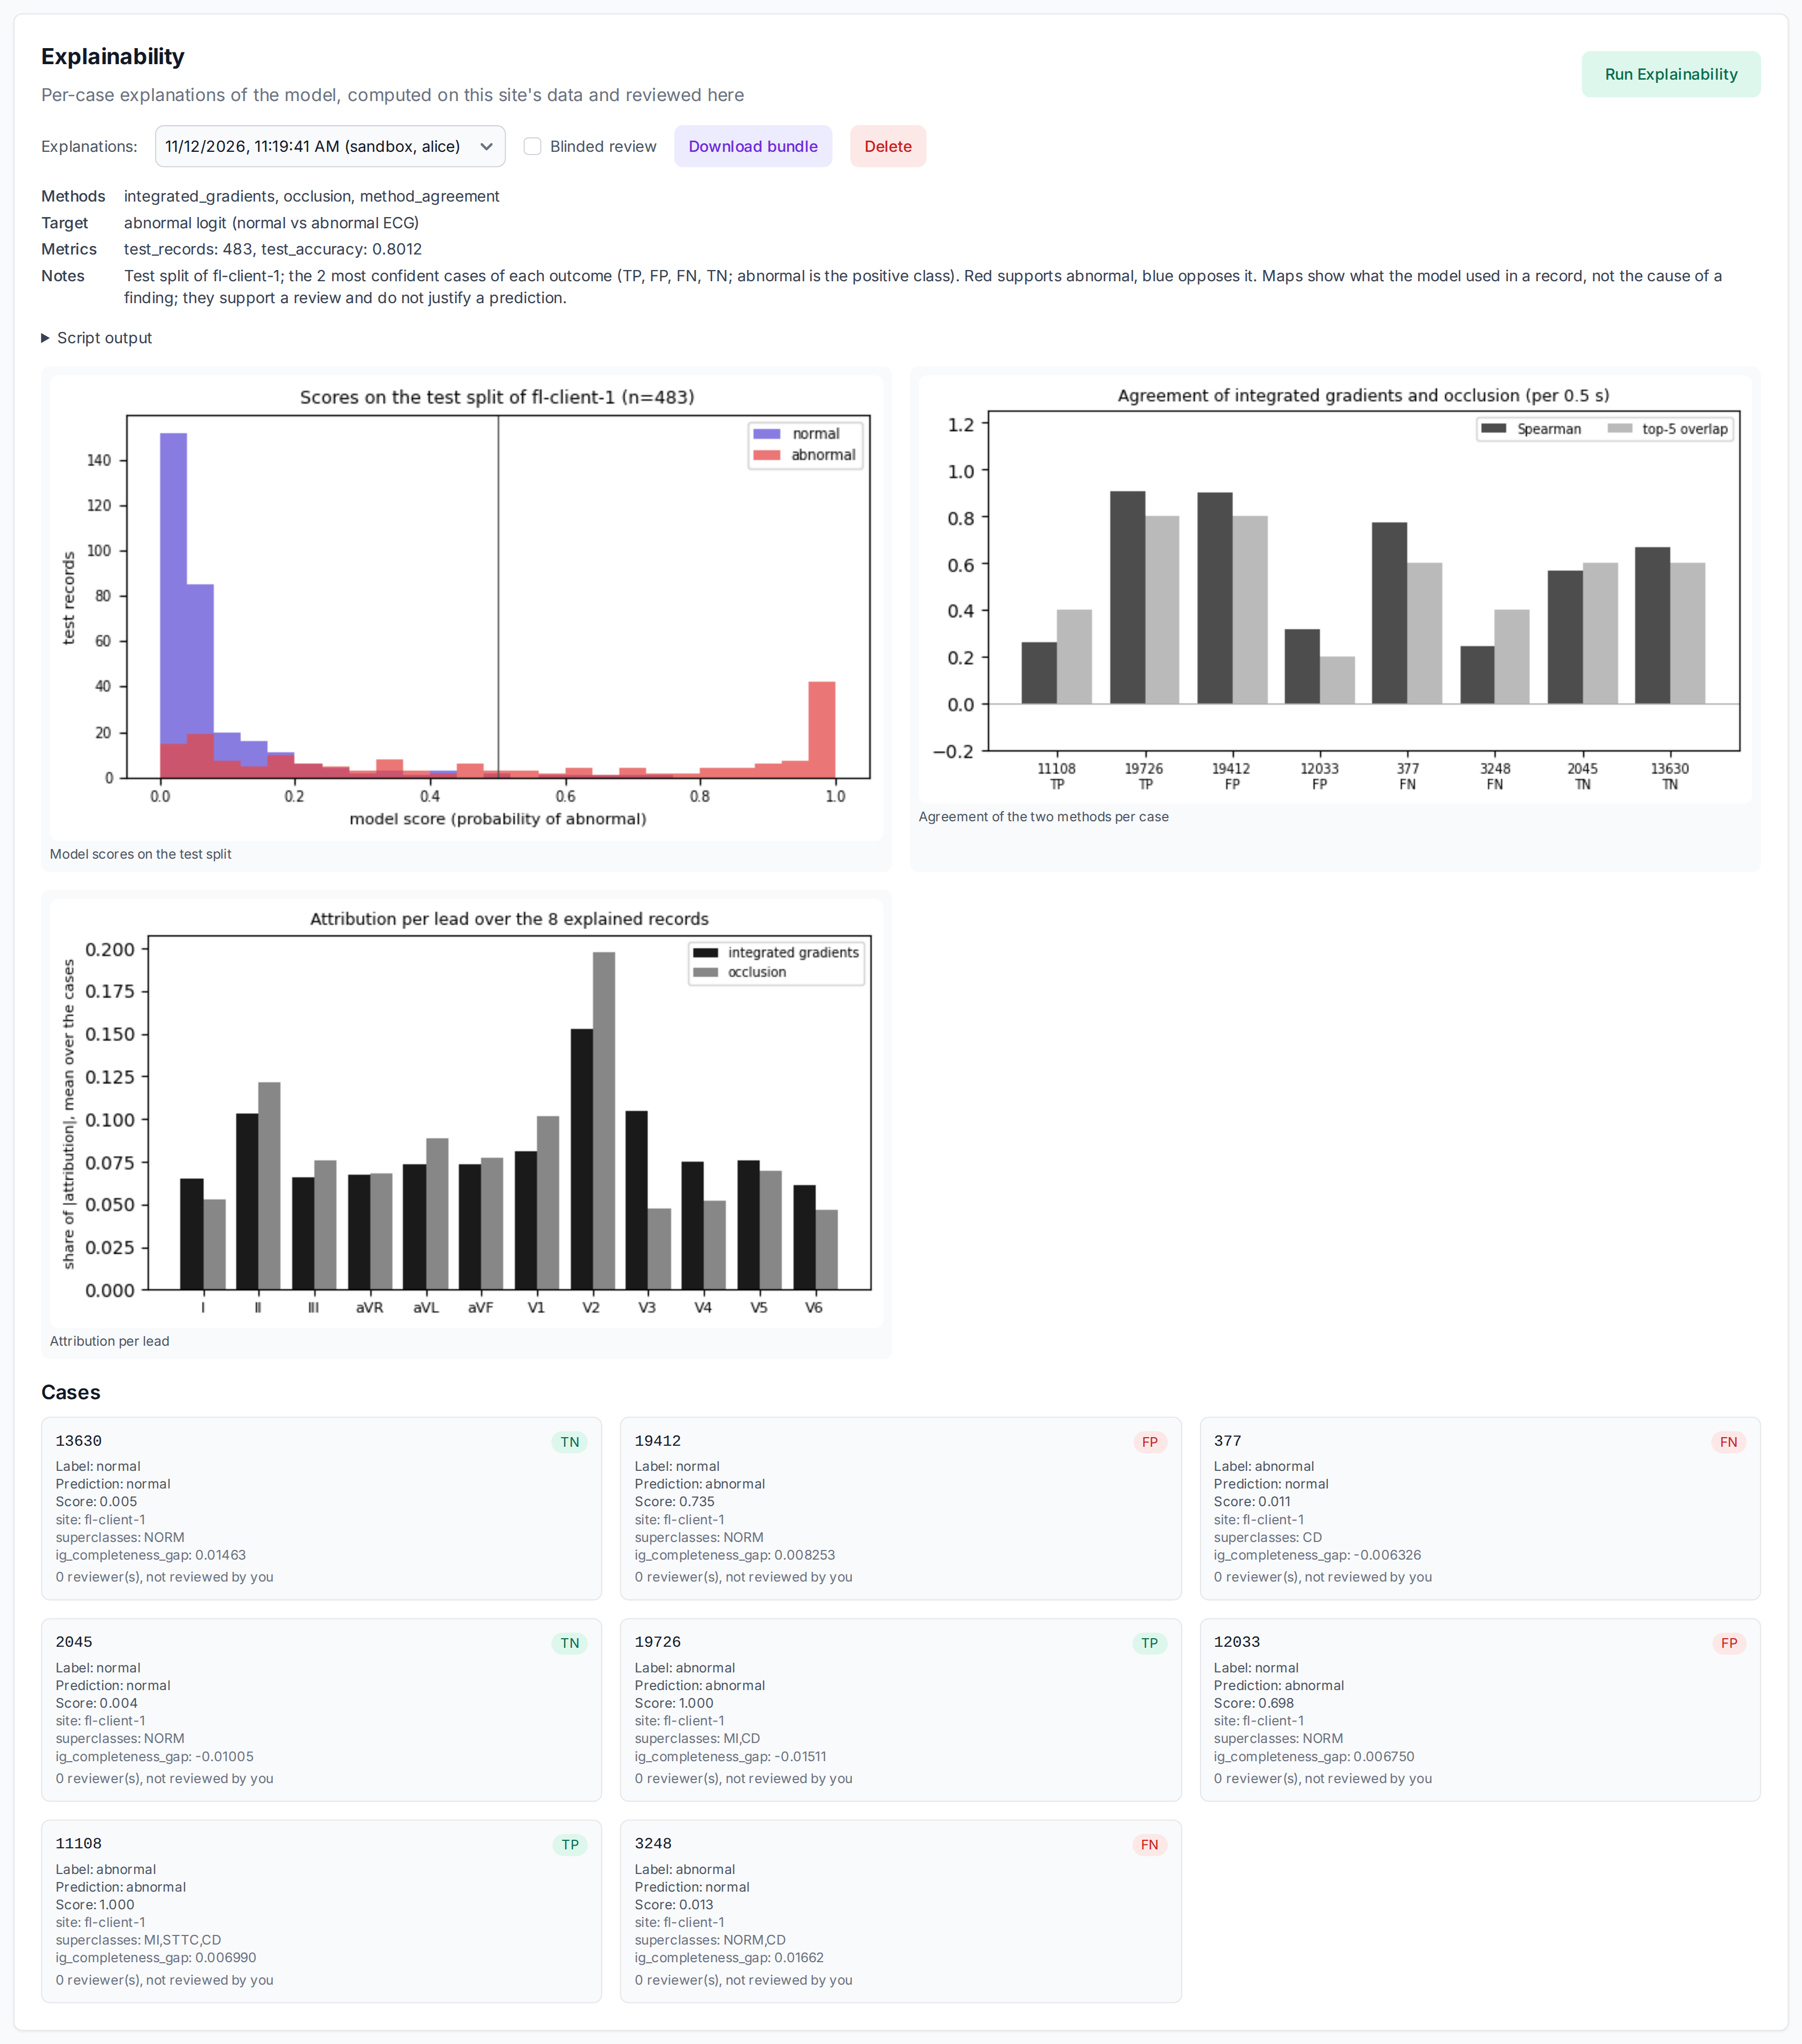 Explainability
Run Explainability
Per-case explanations of the model, computed on this site's data and reviewed here
Explanations: 11/12/2026, 11:19:41 AM (sandbox, alice) Blinded review Download bundle Delete
Methods integrated_gradients, occlusion, method_agreement
Target abnormal logit (normal vs abnormal ECG)
Metrics test_records: 483, test_accuracy: 0.8012
Notes Test split of fl-client-1; the 2 most confident cases of each outcome (TP, FP, FN, TN; abnormal is the positive class). Red supports abnormal, blue opposes it. Maps show what the model used in a record, not the cause of a
finding; they support a review and do not justify a prediction.
Script output
Scores on the test split of fl-client-1 (n=483)
normal
abnormal
test records
140
120
100
80
60
40
20
0
0.0 0.2 0.4 0.6 0.8 1.0
model score (probability of abnormal)
Model scores on the test split
Agreement of integrated gradients and occlusion (per 0.5 s)
Spearman top-5 overlap
1.2
1.0
0.8
0.6
0.4
0.2
0.0
−0.2
11108 19726 19412 12033 377 3248 2045 13630
TP TP FP FP FN FN TN TN
Agreement of the two methods per case
Attribution per lead over the 8 explained records
integrated gradients
occlusion
share of |attribution|, mean over the cases
0.200
0.175
0.150
0.125
0.100
0.075
0.050
0.025
0.000
I II III aVR aVL aVF V1 V2 V3 V4 V5 V6
Attribution per lead
Cases
13630 TN
Label: normal
Prediction: normal
Score: 0.005
site: fl-client-1
superclasses: NORM
ig_completeness_gap: 0.01463
0 reviewer(s), not reviewed by you
19412 FP
Label: normal
Prediction: abnormal
Score: 0.735
site: fl-client-1
superclasses: NORM
ig_completeness_gap: 0.008253
0 reviewer(s), not reviewed by you
377 FN
Label: abnormal
Prediction: normal
Score: 0.011
site: fl-client-1
superclasses: CD
ig_completeness_gap: -0.006326
0 reviewer(s), not reviewed by you
2045 TN
Label: normal
Prediction: normal
Score: 0.004
site: fl-client-1
superclasses: NORM
ig_completeness_gap: -0.01005
0 reviewer(s), not reviewed by you
19726 TP
Label: abnormal
Prediction: abnormal
Score: 1.000
site: fl-client-1
superclasses: MI,CD
ig_completeness_gap: -0.01511
0 reviewer(s), not reviewed by you
12033 FP
Label: normal
Prediction: abnormal
Score: 0.698
site: fl-client-1
superclasses: NORM
ig_completeness_gap: 0.006750
0 reviewer(s), not reviewed by you
11108 TP
Label: abnormal
Prediction: abnormal
Score: 1.000
site: fl-client-1
superclasses: MI,STTC,CD
ig_completeness_gap: 0.006990
0 reviewer(s), not reviewed by you
3248 FN
Label: abnormal
Prediction: normal
Score: 0.013
site: fl-client-1
superclasses: NORM,CD
ig_completeness_gap: 0.01662
0 reviewer(s), not reviewed by you